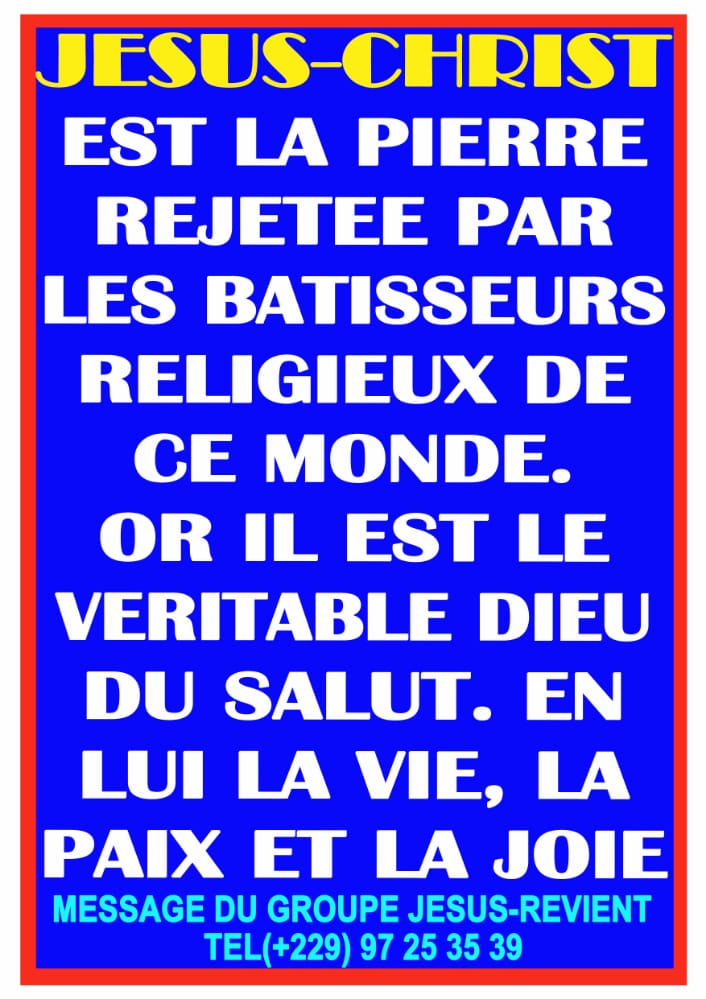 JESUS-CHRIST
EST LA PIERRE
REJETEE PAR
LES BATISSEURS
RELIGIEUX DE
CE MONDE.
OR IL EST LE
VERITABLE DIEU
DU SALUT. EN
LUI LA VIE, LA
PAIX ET LA JOIE
MESSAGE DU GROUPE JESUS-REVIENT
TEL(+229) 97 25 35 39